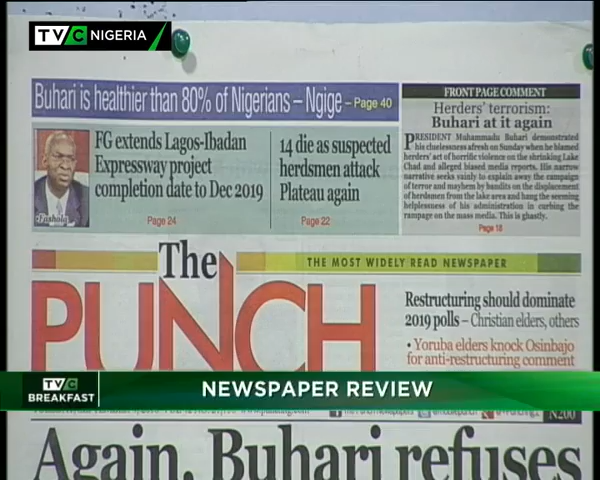 TVC NIGERIA
Buhari is healthier than 80% of Nigerians – Ngige – Page 40
FG extends Lagos-Ibadan
Expressway project
completion date to Dec 2019
Page 24
Fashola
14 die as suspected
herdsmen attack
Plateau again
Page 22
FRONT PAGE COMMENT
Herders' terrorism:
Buhari at it again
PRESIDENT Muhammadu Buhari demonstrated
his cluelessness afresh on Sunday when he blamed
herders' act of horrific violence on the shrinking Lake
Chad and alleged biased media reports. His narrow
narrative seeks vainly to explain away the campaign
of terror and mayhem by bandits on the displacement
of herdsmen from the lake area and hang the seeming
helplessness of his administration in curbing the
rampage on the mass media. This is ghastly.
Page 18
The
PUNCH
THE MOST WIDELY READ NEWSPAPER
Restructuring should dominate
2019 polls – Christian elders, others
• Yoruba elders knock Osinbajo
for anti-restructuring comment
TVC
BREAKFAST
NEWSPAPER REVIEW
N200
Again, Buhari refuses